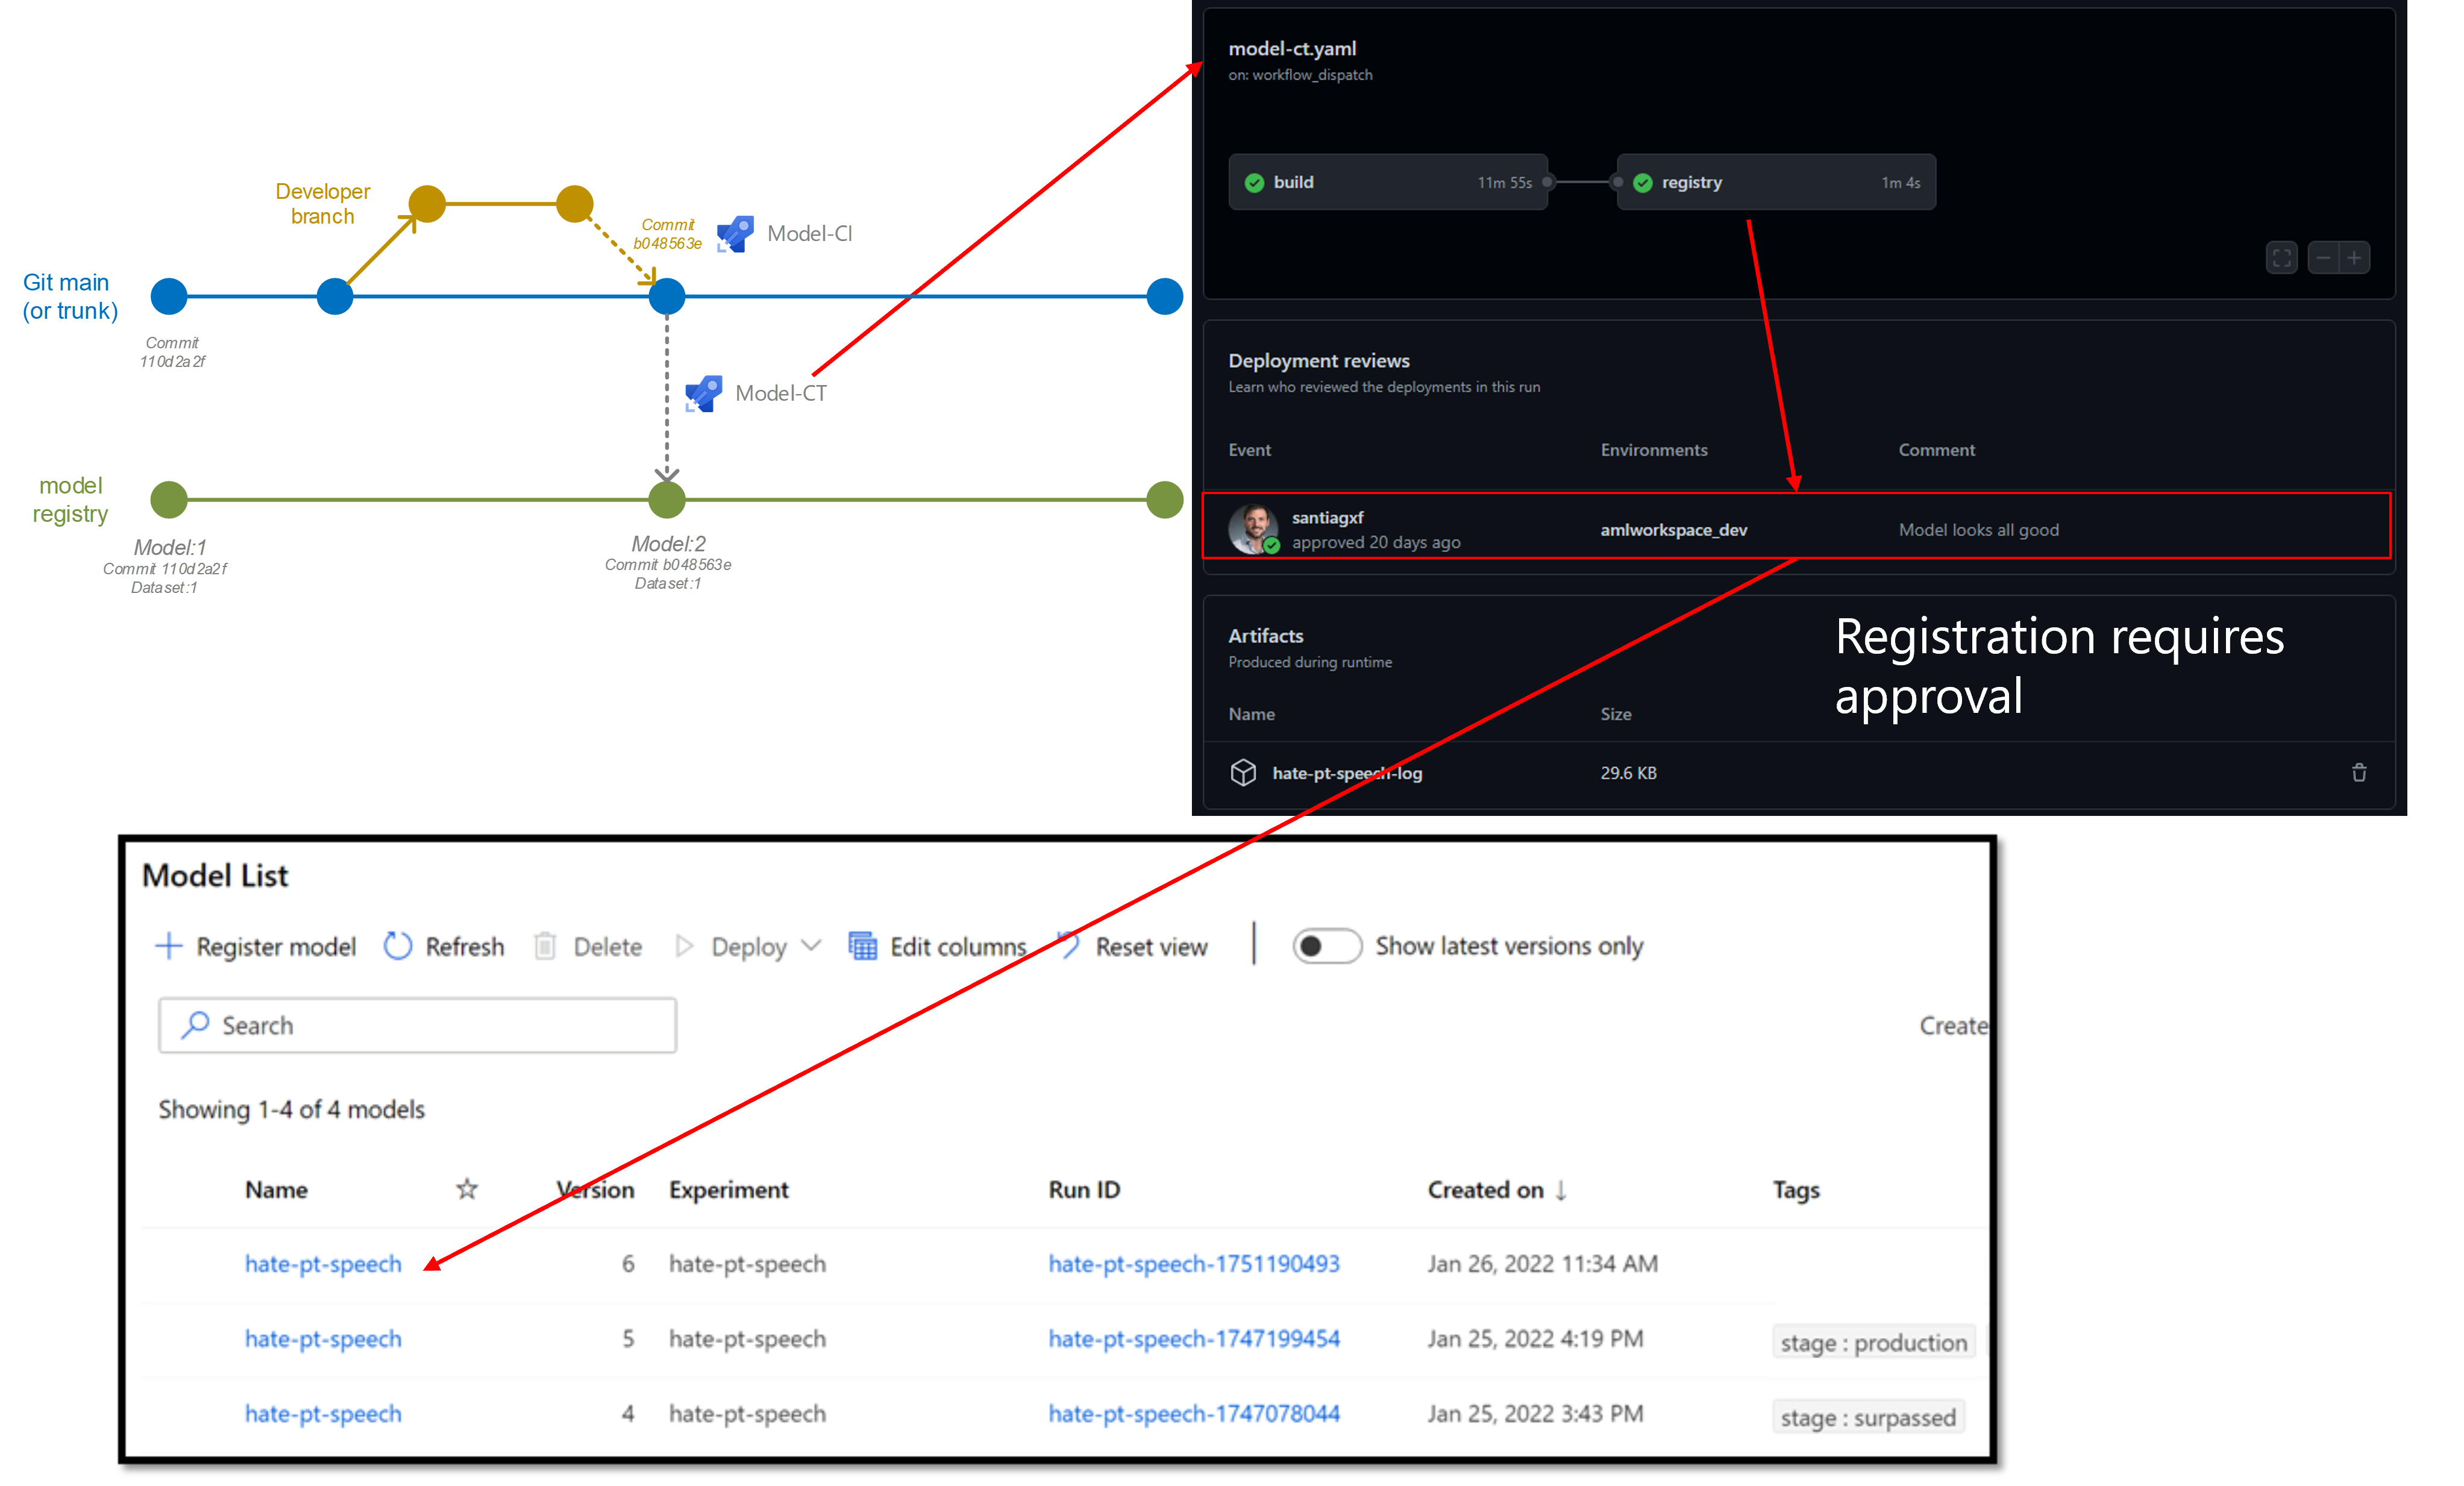 Developer
branch
Commit
b048563e
Model-CI
Git main
(or trunk)
Commit
110d2a2f
Model-CT
model
registry
Model:1
Commit 110d2a2f
Dataset:1
Model:2
Commit b048563e
Dataset:1
model-ct.yaml
on: workflow_dispatch
build 11m 55s
registry 1m 4s
Deployment reviews
Learn who reviewed the deployments in this run
Event Environments Comment
santiagxf
approved 20 days ago
amlworkspace_dev
Model looks all good
Artifacts
Produced during runtime
Registration requires
approval
Name Size
hate-pt-speech-log 29.6 KB
Model List
Register model Refresh Delete Deploy Edit columns Reset view Show latest versions only
Search
Create
Showing 1-4 of 4 models
Name Version Experiment Run ID Created on ↓ Tags
hate-pt-speech 6 hate-pt-speech hate-pt-speech-1751190493 Jan 26, 2022 11:34 AM
hate-pt-speech 5 hate-pt-speech hate-pt-speech-1747199454 Jan 25, 2022 4:19 PM stage : production
hate-pt-speech 4 hate-pt-speech hate-pt-speech-1747078044 Jan 25, 2022 3:43 PM stage : surpassed